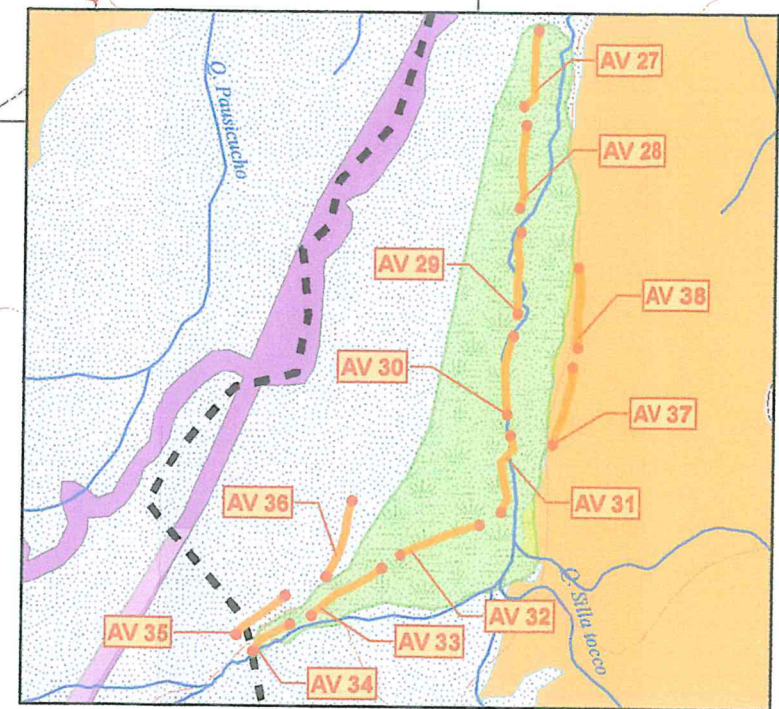 Q. Pausicucho
AV 27
AV 28
AV 29
AV 38
AV 30
AV 37
AV 36
AV 31
AV 32
AV 35
AV 33
AV 34
Q. Silla tocco